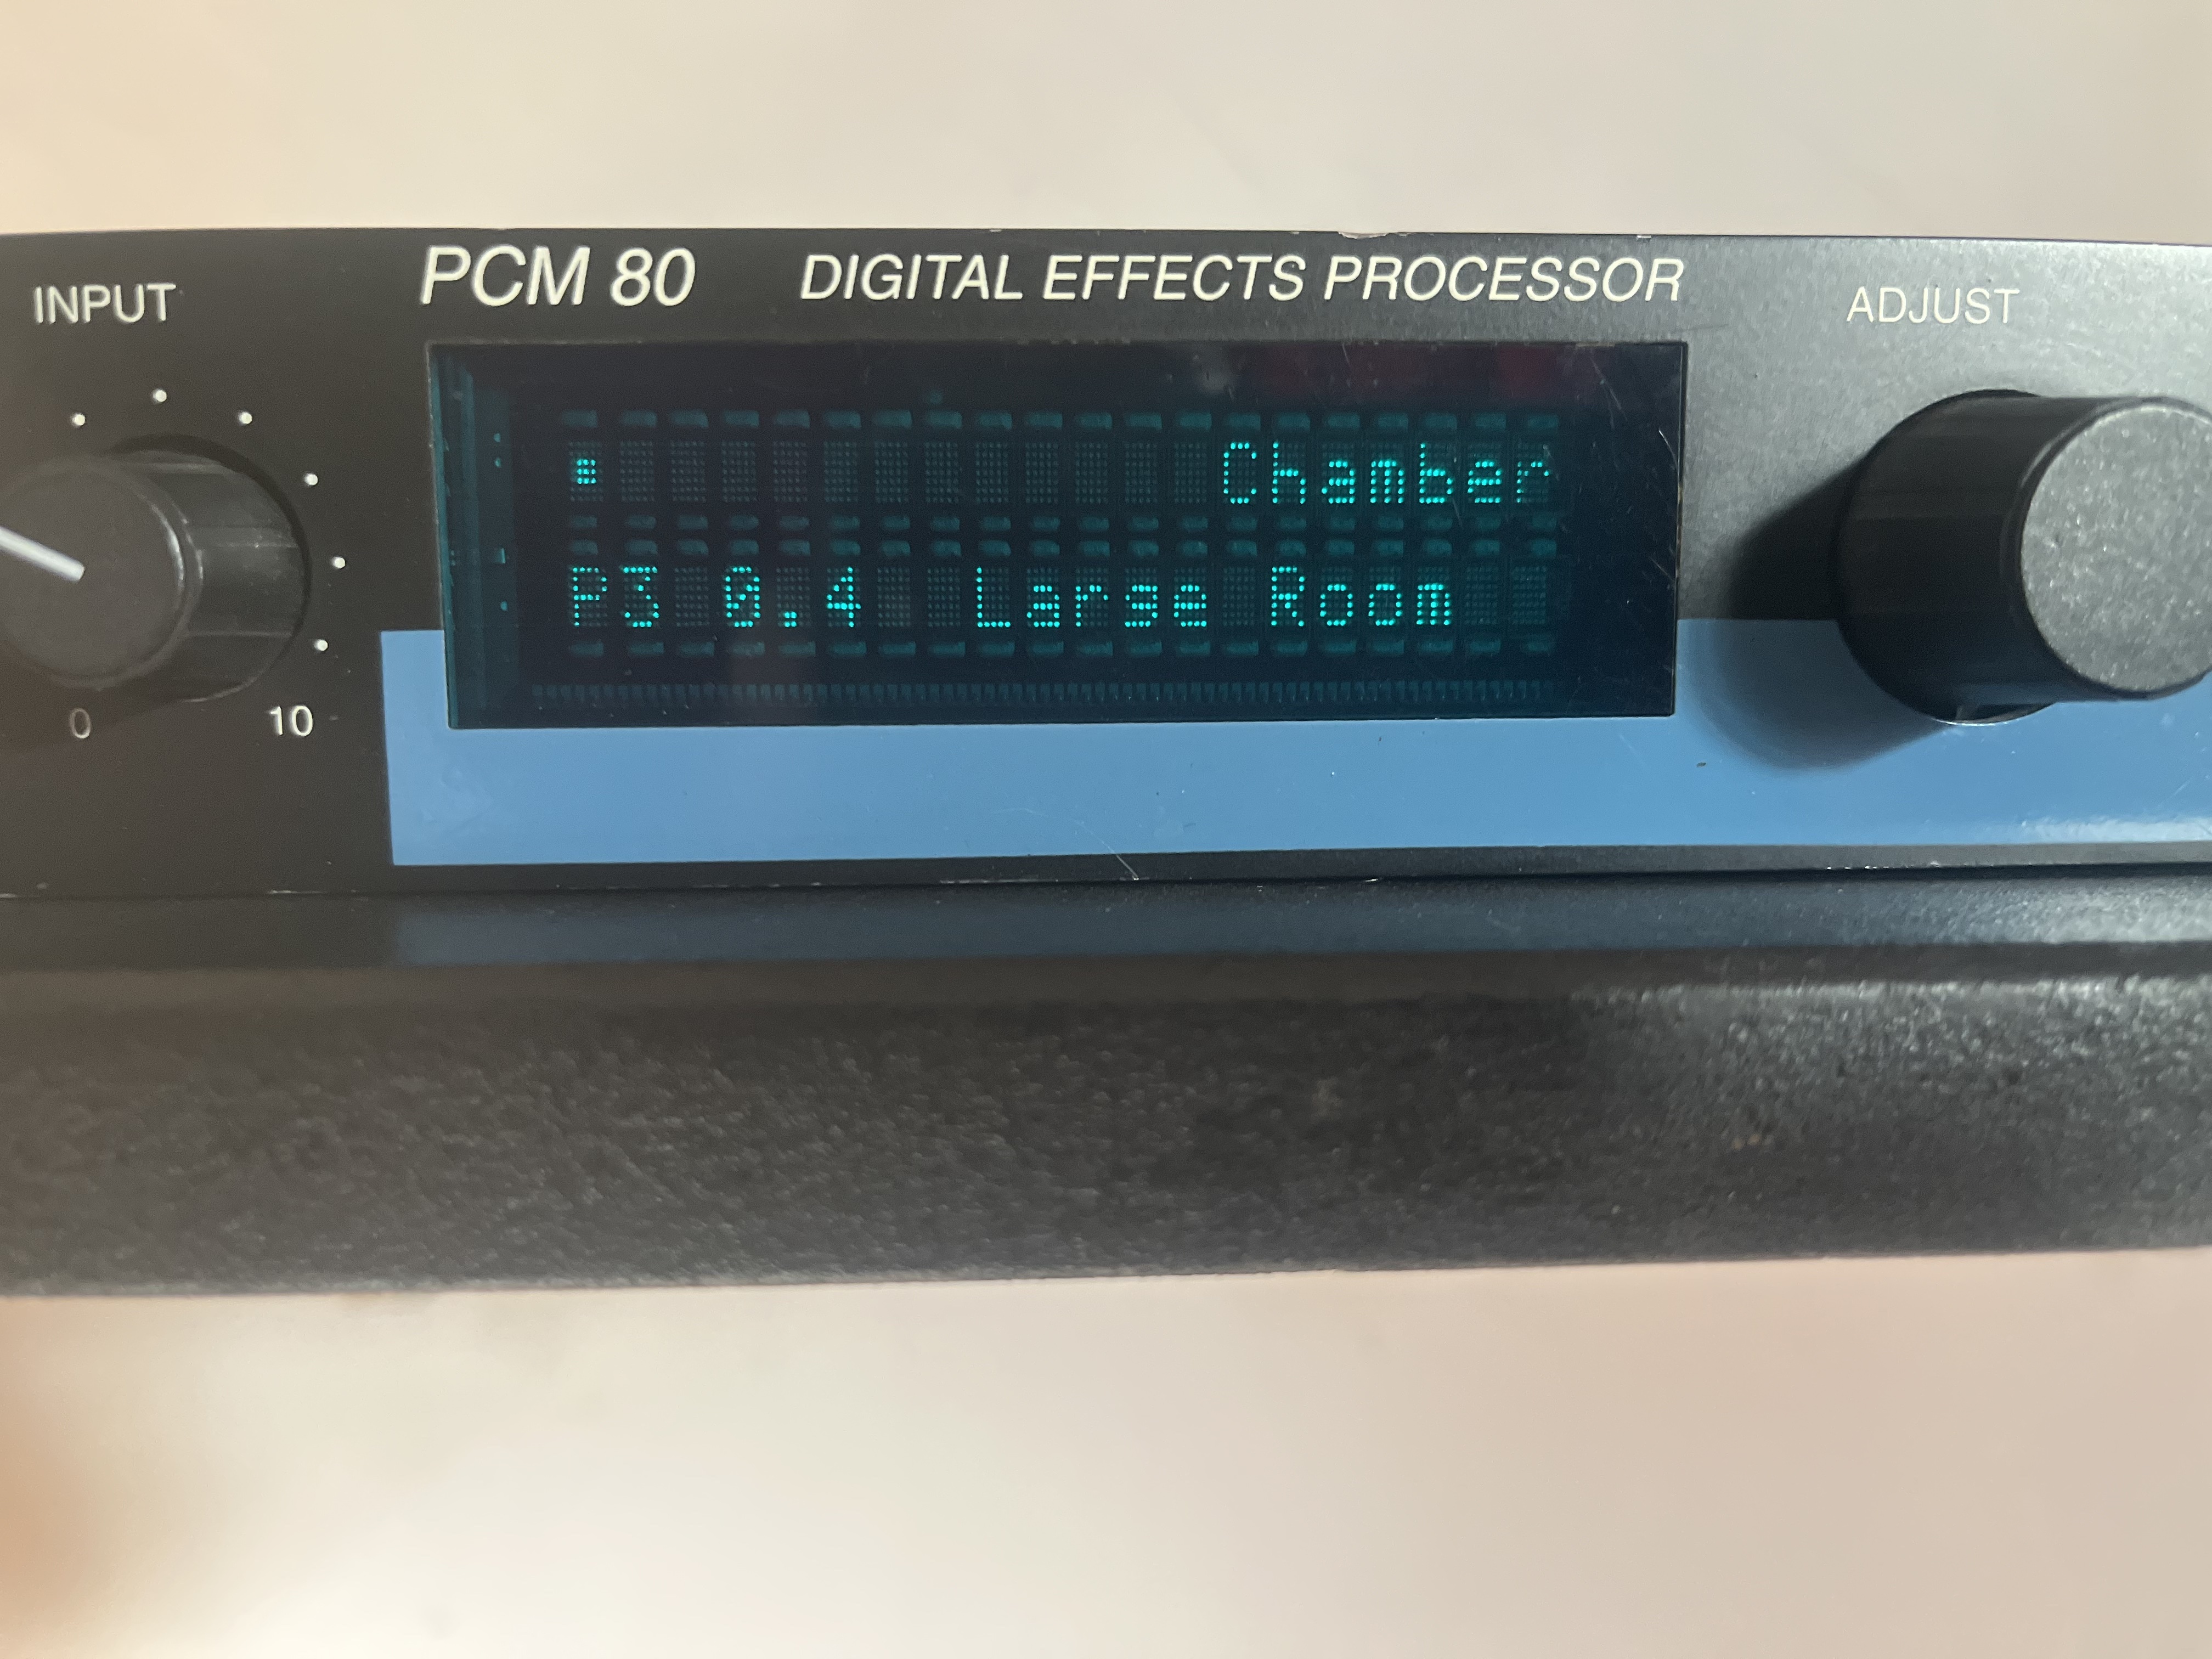 PCM 80 DIGITAL EFFECTS PROCESSOR
INPUT
ADJUST
Chamber
P3 0.4 Large Room
0 10